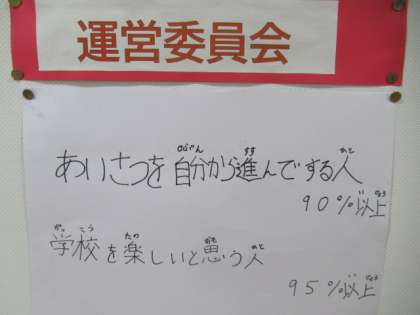 運営委員会
あいさつを自分から進んでする人
90%以上
学校を楽しいと思う人
95%以上